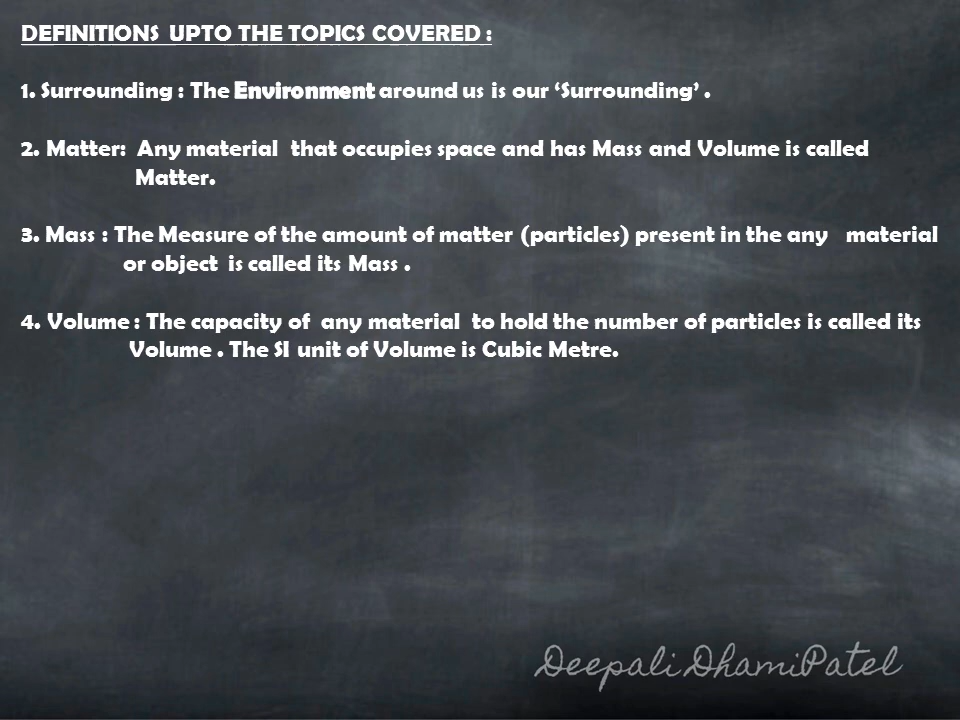 DEFINITIONS UPTO THE TOPICS COVERED :
1. Surrounding : The Environment around us is our ‘Surrounding’ .
2. Matter: Any material that occupies space and has Mass and Volume is called
Matter.
3. Mass : The Measure of the amount of matter (particles) present in the any material
or object is called its Mass .
4. Volume : The capacity of any material to hold the number of particles is called its
Volume . The SI unit of Volume is Cubic Metre.
Deepali DhamiPatel